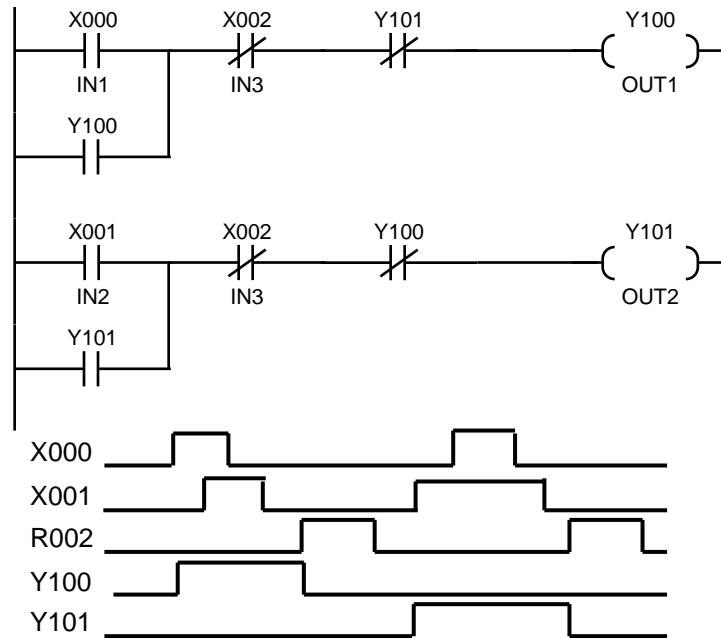 X000 X002 Y101 Y100
IN1 IN3 OUT1
Y100
X001 X002 Y100 Y101
IN2 IN3 OUT2
Y101
X000
X001
R002
Y100
Y101